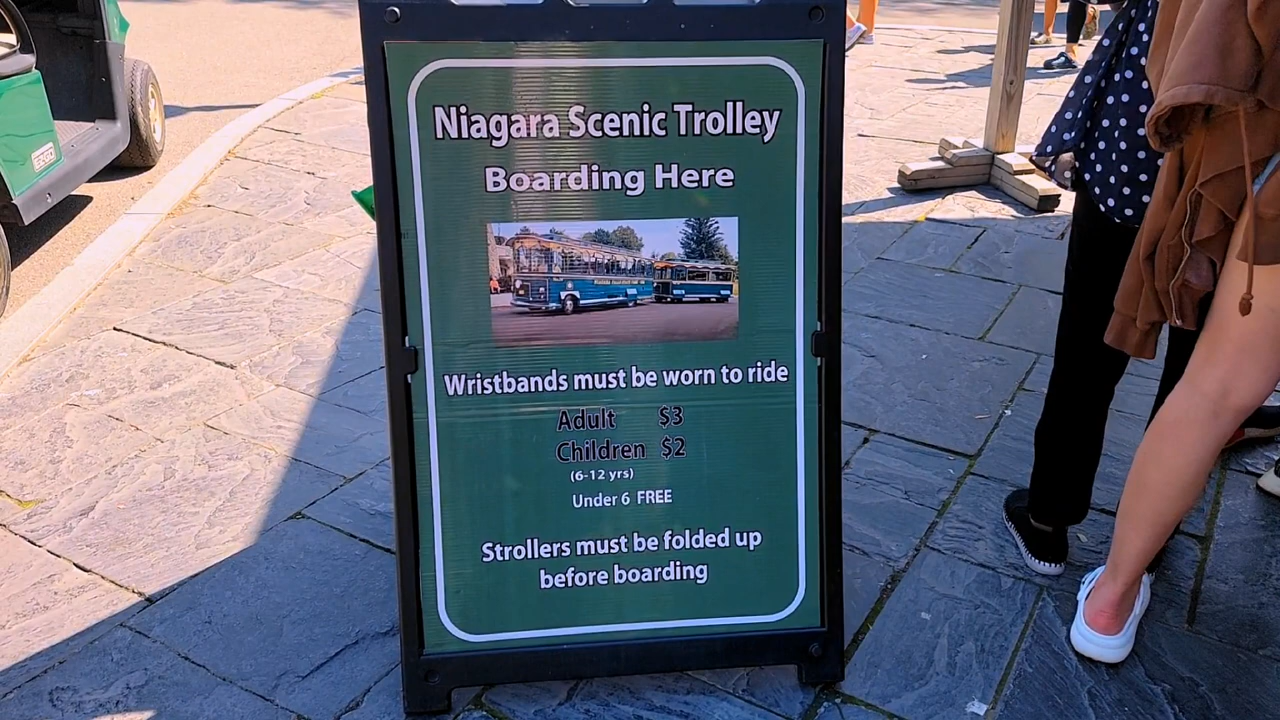 Niagara Scenic Trolley
Boarding Here
Wristbands must be worn to ride
Adult $3
Children $2
(6-12 yrs)
Under 6 FREE
Strollers must be folded up
before boarding